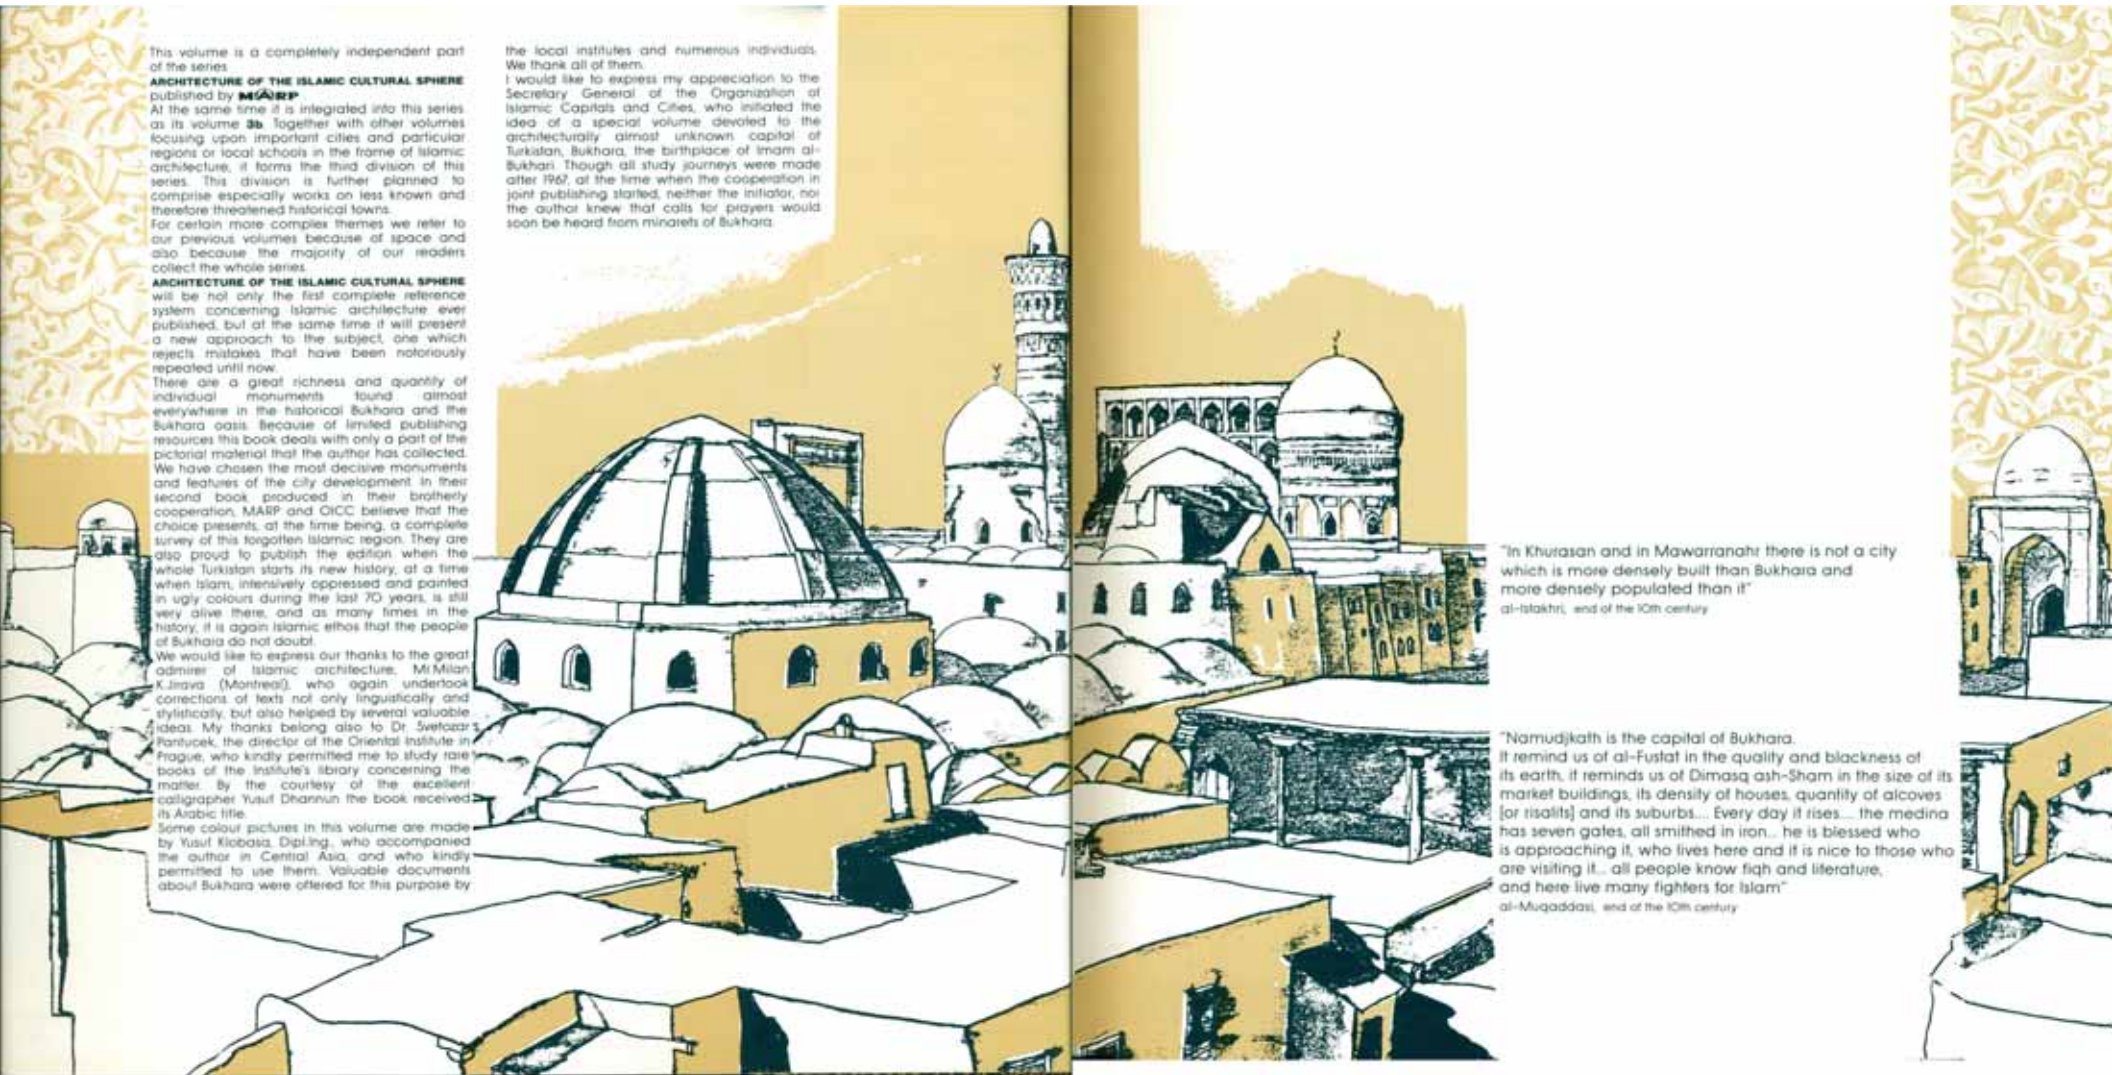 This volume is a completely independent part
of the series
ARCHITECTURE OF THE ISLAMIC CULTURAL SPHERE
published by MARP
At the same time it is integrated into this series
as its volume 3b. Together with other volumes
focusing upon important cities and particular
regions or local schools in the frame of Islamic
architecture, it forms the third division of this
series. This division is further planned to
comprise especially works on less known and
therefore threatened historical towns.
For certain more complex themes we refer to
our previous volumes because of space and
also because the majority of our readers
collect the whole series.
ARCHITECTURE OF THE ISLAMIC CULTURAL SPHERE
will be not only the first complete reference
system concerning Islamic architecture ever
published, but at the same time it will present
a new approach to the subject, one which
rejects mistakes that have been notoriously
repeated until now.
There are a great richness and quantity of
individual monuments found almost
everywhere in the historical Bukhara and the
Bukhara oasis. Because of limited publishing
resources this book deals with only a part of the
pictorial material that the author has collected.
We have chosen the most decisive monuments
and features of the city development. In their
second book produced in their brotherly
cooperation, MARP and OICC believe that the
choice presents, at the time being, a complete
survey of this forgotten Islamic region. They are
also proud to publish the edition when the
whole Turkistan starts its new history, at a time
when Islam, intensively oppressed and painted
in ugly colours during the last 70 years, is still
very alive there, and as many times in the
history, it is again Islamic ethos that the people
of Bukhara do not doubt.
We would like to express our thanks to the great
admirer of Islamic architecture, Mr.Milan
K.Jirava (Montreal), who again undertook
corrections of texts not only linguistically and
stylistically, but also helped by several valuable
ideas. My thanks belong also to Dr. Svetozar
Pantucek, the director of the Oriental Institute in
Prague, who kindly permitted me to study rare
books of the Institute's library concerning the
matter. By the courtesy of the excellent
calligrapher Yusuf Dhannun the book received
its Arabic title.
Some colour pictures in this volume are made
by Yusuf Klobasa, Dipl.Ing., who accompanied
the author in Central Asia, and who kindly
permitted to use them. Valuable documents
about Bukhara were offered for this purpose by
the local institutes and numerous individuals.
We thank all of them.
I would like to express my appreciation to the
Secretary General of the Organization of
Islamic Capitals and Cities, who initiated the
idea of a special volume devoted to the
architecturally almost unknown capital of
Turkistan, Bukhara, the birthplace of Imam al-
Bukhari. Though all study journeys were made
after 1967, at the time when the cooperation in
joint publishing started, neither the initiator, nor
the author knew that calls for prayers would
soon be heard from minarets of Bukhara.
"In Khurasan and in Mawarranahr there is not a city
which is more densely built than Bukhara and
more densely populated than it"
al-Istakhri, end of the 10th century
"Namudjkath is the capital of Bukhara.
It remind us of al-Fustat in the quality and blackness of
its earth, it reminds us of Dimasq ash-Sham in the size of its
market buildings, its density of houses, quantity of alcoves
[or risalits] and its suburbs.... Every day it rises.... the medina
has seven gates, all smithed in iron... he is blessed who
is approaching it, who lives here and it is nice to those who
are visiting it... all people know fiqh and literature,
and here live many fighters for Islam"
al-Muqaddasi, end of the 10th century